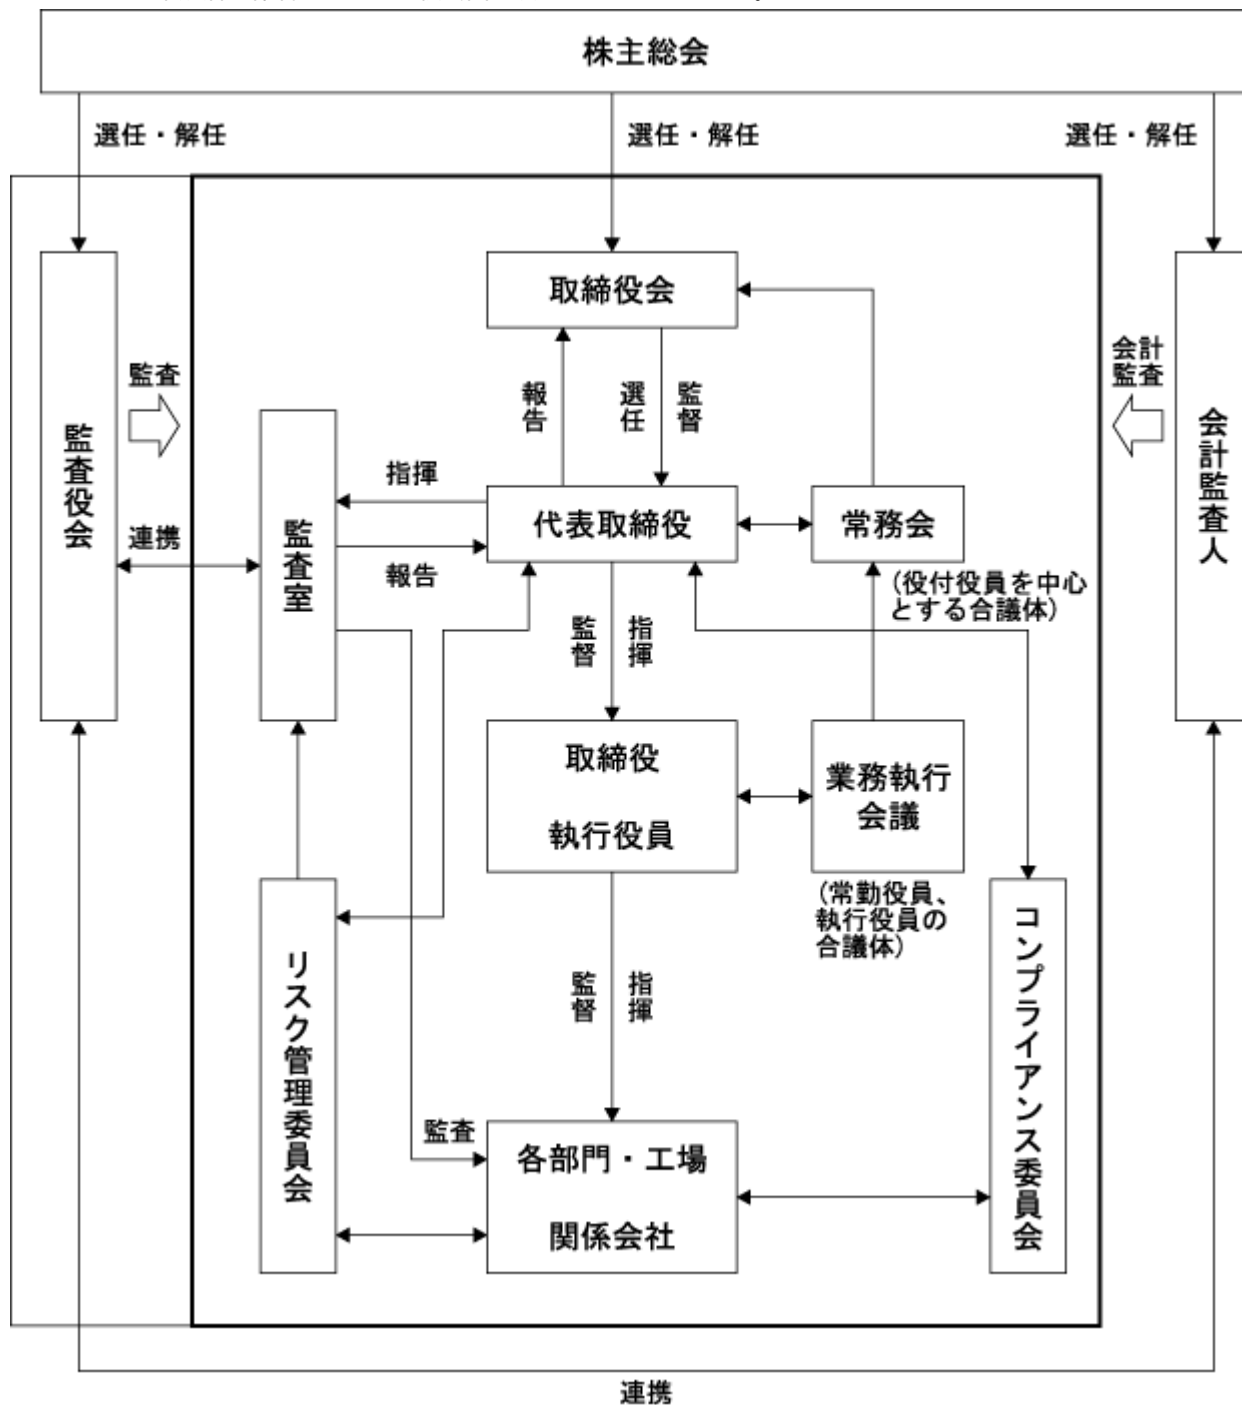 株主総会
選任・解任
選任・解任
選任・解任
取締役会
監査
会計
監査
報告
選任
監督
監査役会
会計監査人
指揮
監査室
代表取締役
常務会
連携
報告
(役付役員を中心
とする合議体)
監督
指揮
取締役
執行役員
業務執行
会議
(常勤役員、
執行役員の
合議体)
リスク管理委員会
コンプライアンス委員会
監督
指揮
監査
各部門・工場
関係会社
連携